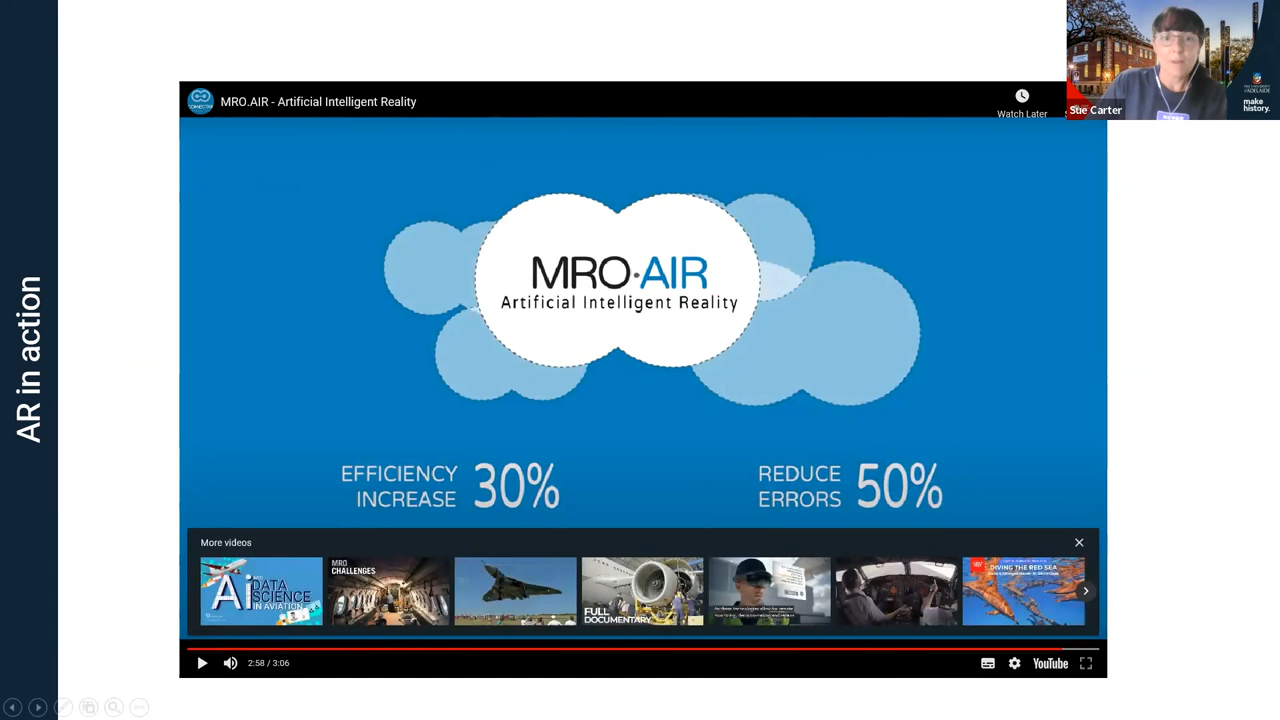 AR in action
MRO.AIR - Artificial Intelligent Reality
Watch Later
Sue Carter
make
history.
MRO·AIR
Artificial Intelligent Reality
EFFICIENCY
INCREASE 30%
REDUCE
ERRORS 50%
More videos
Ai
DATA
SCIENCE
IN AVIATION
MRO
CHALLENGES
FULL
DOCUMENTARY
DIVING THE RED SEA
2:58 / 3:06
YouTube